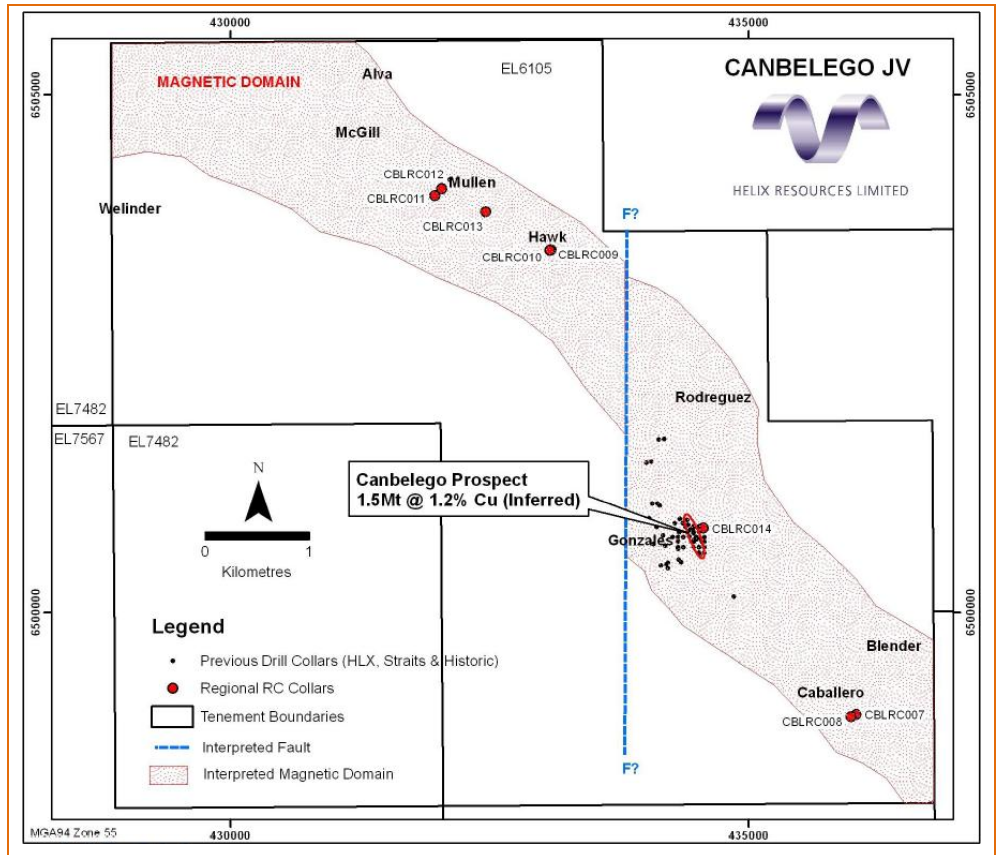 430000
435000
CANBELEGO JV
HELIX RESOURCES LIMITED
6505000
6505000
MAGNETIC DOMAIN
Alva
EL6105
McGill
CBLRC012
Mullen
CBLRC011
CBLRC013
Welinder
F?
Hawk
CBLRC010
CBLRC009
Rodreguez
EL7482
EL7567
EL7482
N
0
1
Kilometres
Canbelego Prospect
1.5Mt @ 1.2% Cu (Inferred)
CBLRC014
Gonzales
6500000
6500000
Blender
Caballero
CBLRC008
CBLRC007
F?
Legend
Previous Drill Collars (HLX, Straits & Historic)
Regional RC Collars
Tenement Boundaries
Interpreted Fault
Interpreted Magnetic Domain
MGA94 Zone 55
430000
435000